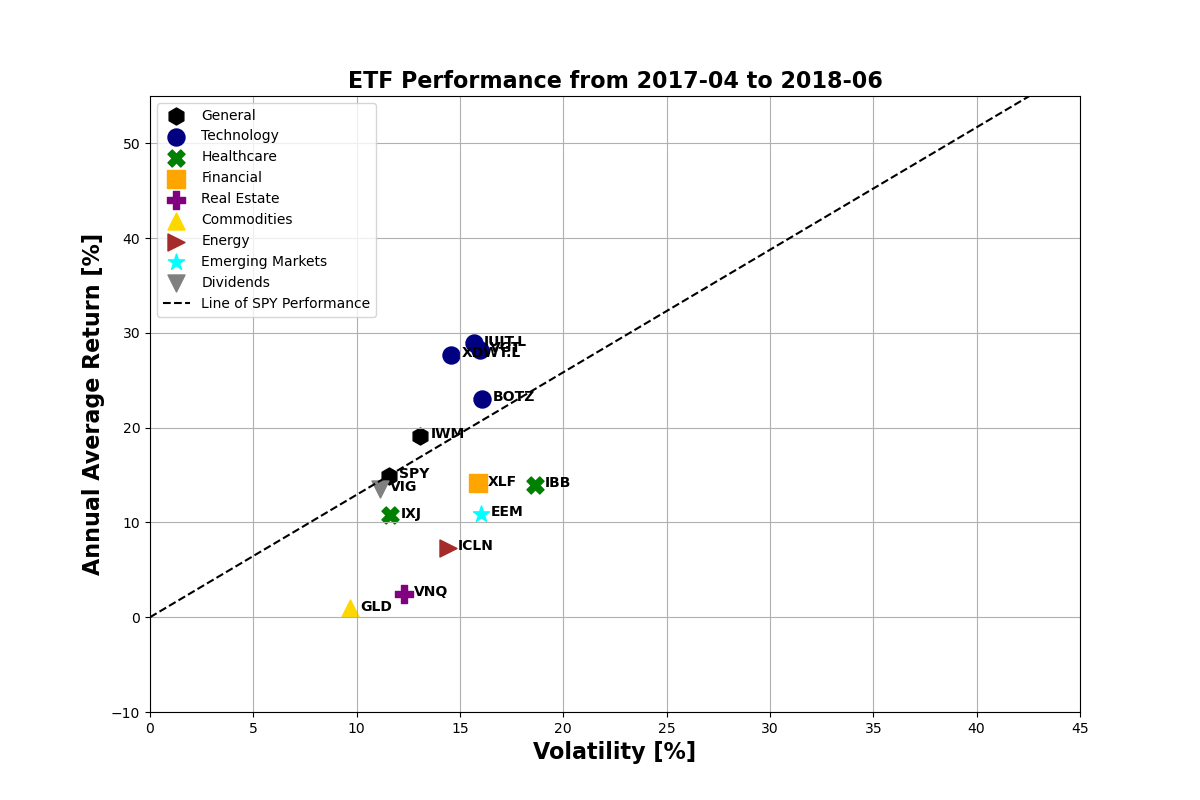 ETF Performance from 2017-04 to 2018-06
General
Technology
Healthcare
Financial
Real Estate
Commodities
Energy
Emerging Markets
Dividends
Line of SPY Performance
Annual Average Return [%]
50
40
30
20
10
0
−10
IUIT.L
VGT
XDWT.L
BOTZ
IWM
SPY
VIG
XLF
IBB
IXJ
EEM
ICLN
VNQ
GLD
0
5
10
15
20
25
30
35
40
45
Volatility [%]